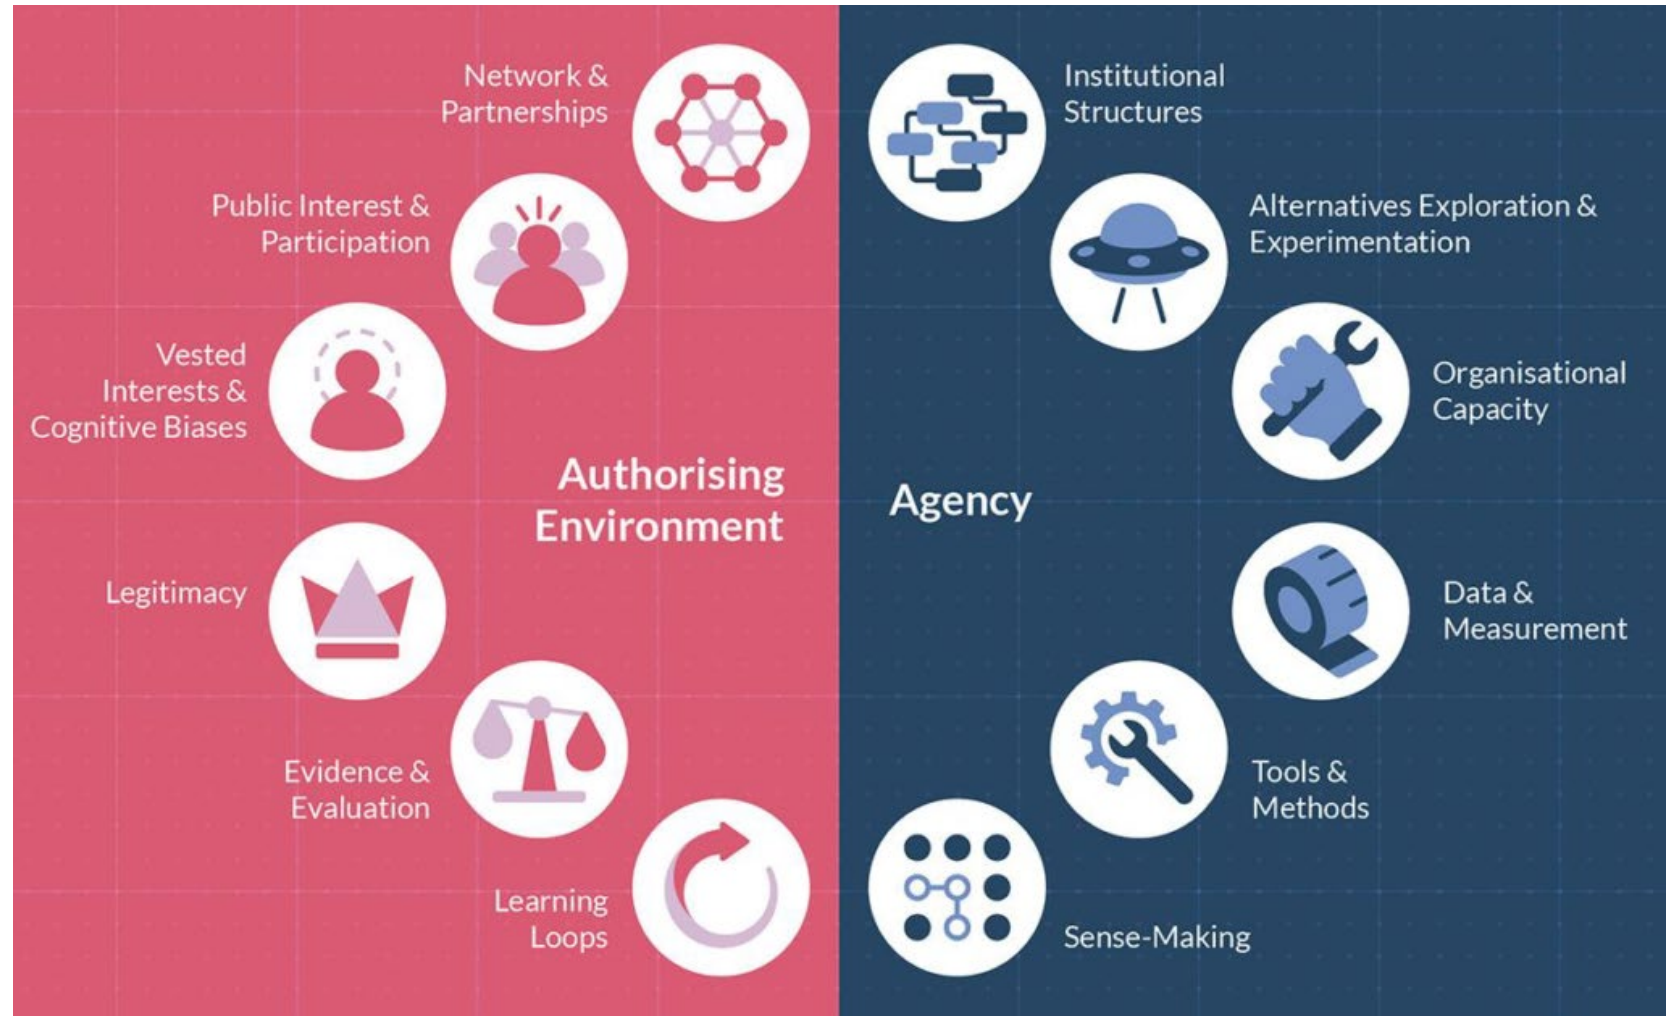 Network &
Partnerships
Public Interest &
Participation
Vested
Interests &
Cognitive Biases
Authorising
Environment
Legitimacy
Evidence &
Evaluation
Learning
Loops
Institutional
Structures
Alternatives Exploration &
Experimentation
Organisational
Capacity
Agency
Data &
Measurement
Tools &
Methods
Sense-Making